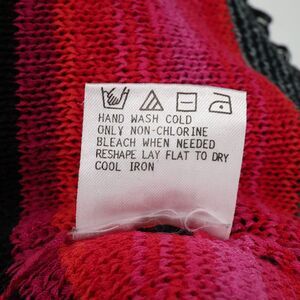 HAND WASH COLD
ONLY NON-CHLORINE
BLEACH WHEN NEEDED
RESHAPE LAY FLAT TO DRY
COOL IRON